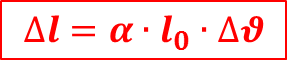 Δl = α · l₀ · Δϑ